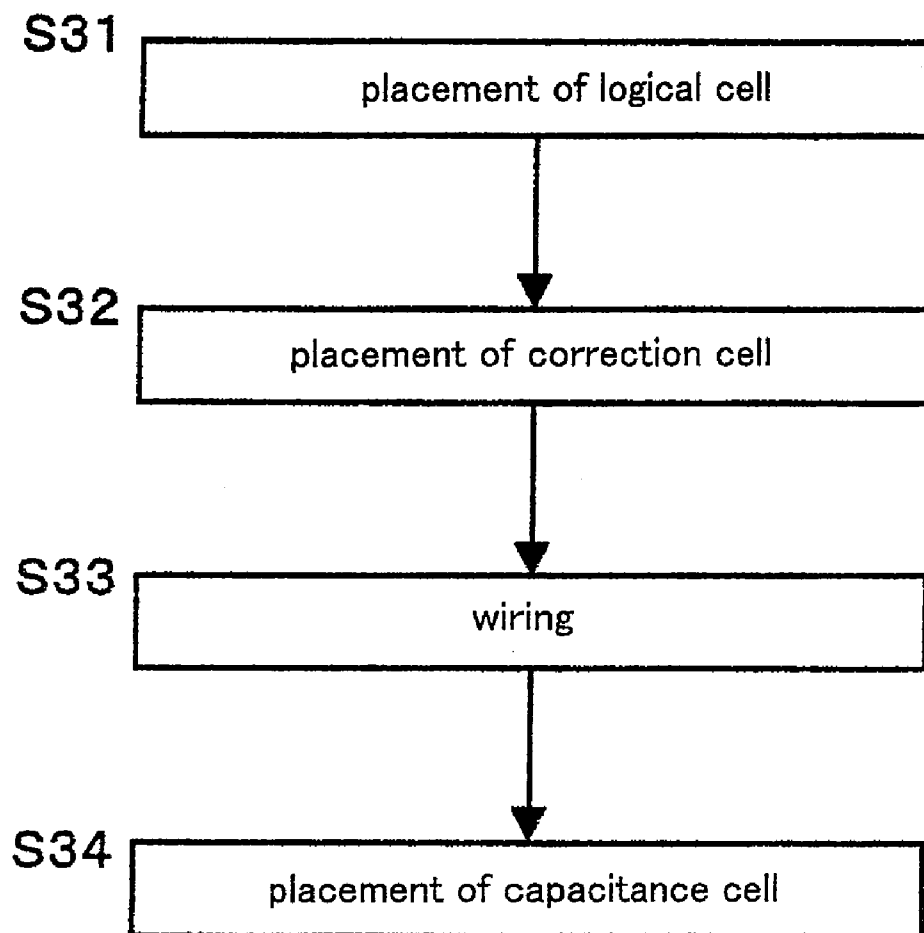 S31
placement of logical cell
S32
placement of correction cell
S33
wiring
S34
placement of capacitance cell